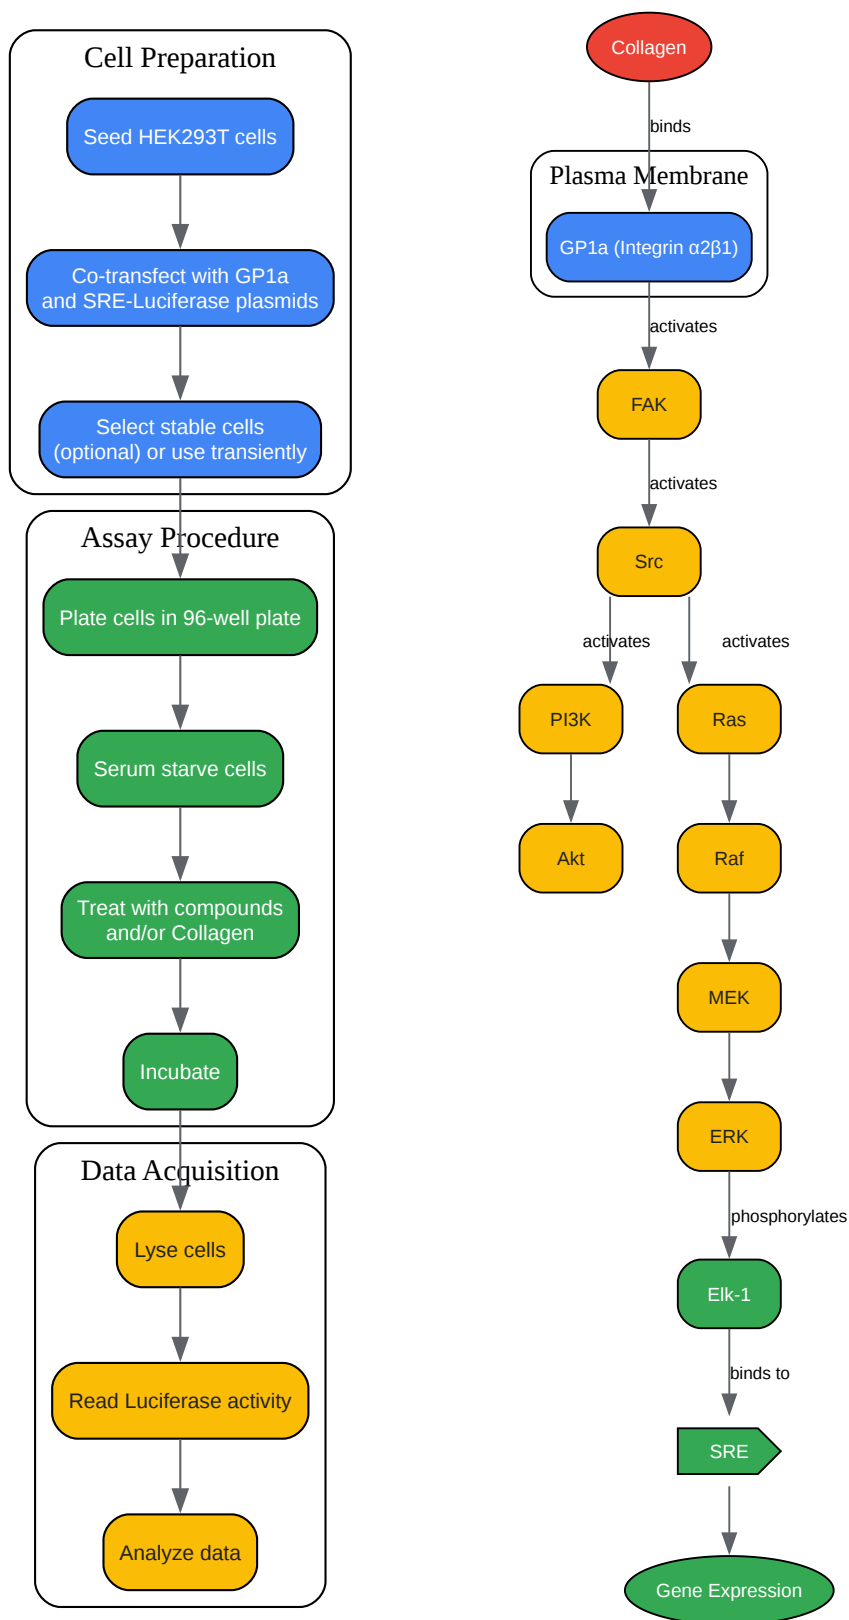 Cell Preparation
Seed HEK293T cells
Co-transfect with GP1a
and SRE-Luciferase plasmids
Select stable cells
(optional) or use transiently
Assay Procedure
Plate cells in 96-well plate
Serum starve cells
Treat with compounds
and/or Collagen
Incubate
Data Acquisition
Lyse cells
Read Luciferase activity
Analyze data
Collagen
binds
Plasma Membrane
GP1a (Integrin α2β1)
activates
FAK
activates
Src
activates
activates
PI3K
Ras
Akt
Raf
MEK
ERK
phosphorylates
Elk-1
binds to
SRE
Gene Expression